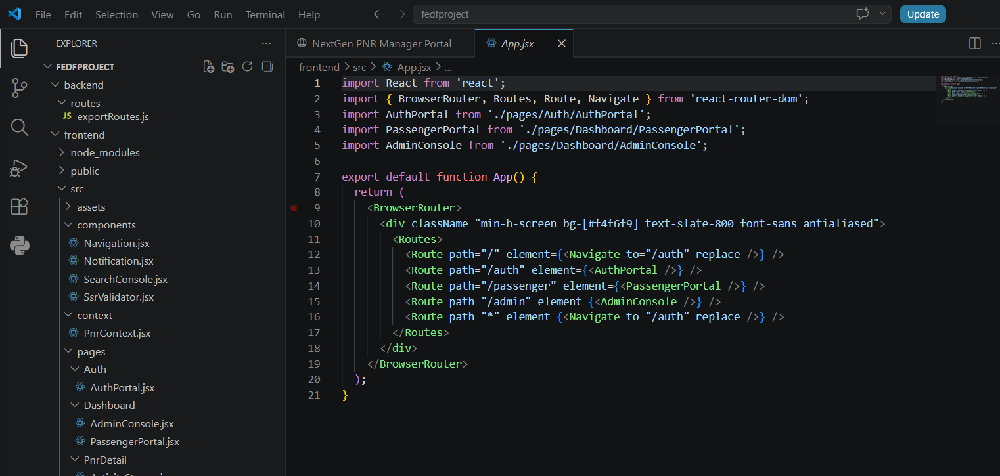 File Edit Selection View Go Run Terminal Help
fedfproject
Update
EXPLORER
FEDFPROJECT
backend
routes
JS exportRoutes.js
frontend
node_modules
public
src
assets
components
Navigation.jsx
Notification.jsx
SearchConsole.jsx
SsrValidator.jsx
context
PnrContext.jsx
pages
Auth
AuthPortal.jsx
Dashboard
AdminConsole.jsx
PassengerPortal.jsx
PnrDetail
NextGen PNR Manager Portal
App.jsx
frontend > src > App.jsx > ...
1 import React from 'react';
2 import { BrowserRouter, Routes, Route, Navigate } from 'react-router-dom';
3 import AuthPortal from './pages/Auth/AuthPortal';
4 import PassengerPortal from './pages/Dashboard/PassengerPortal';
5 import AdminConsole from './pages/Dashboard/AdminConsole';
6
7 export default function App() {
8   return (
9     <BrowserRouter>
10       <div className="min-h-screen bg-[#f4f6f9] text-slate-800 font-sans antialiased">
11         <Routes>
12           <Route path="/" element={<Navigate to="/auth" replace />} />
13           <Route path="/auth" element={<AuthPortal />} />
14           <Route path="/passenger" element={<PassengerPortal />} />
15           <Route path="/admin" element={<AdminConsole />} />
16           <Route path="*" element={<Navigate to="/auth" replace />} />
17         </Routes>
18       </div>
19     </BrowserRouter>
20   );
21 }